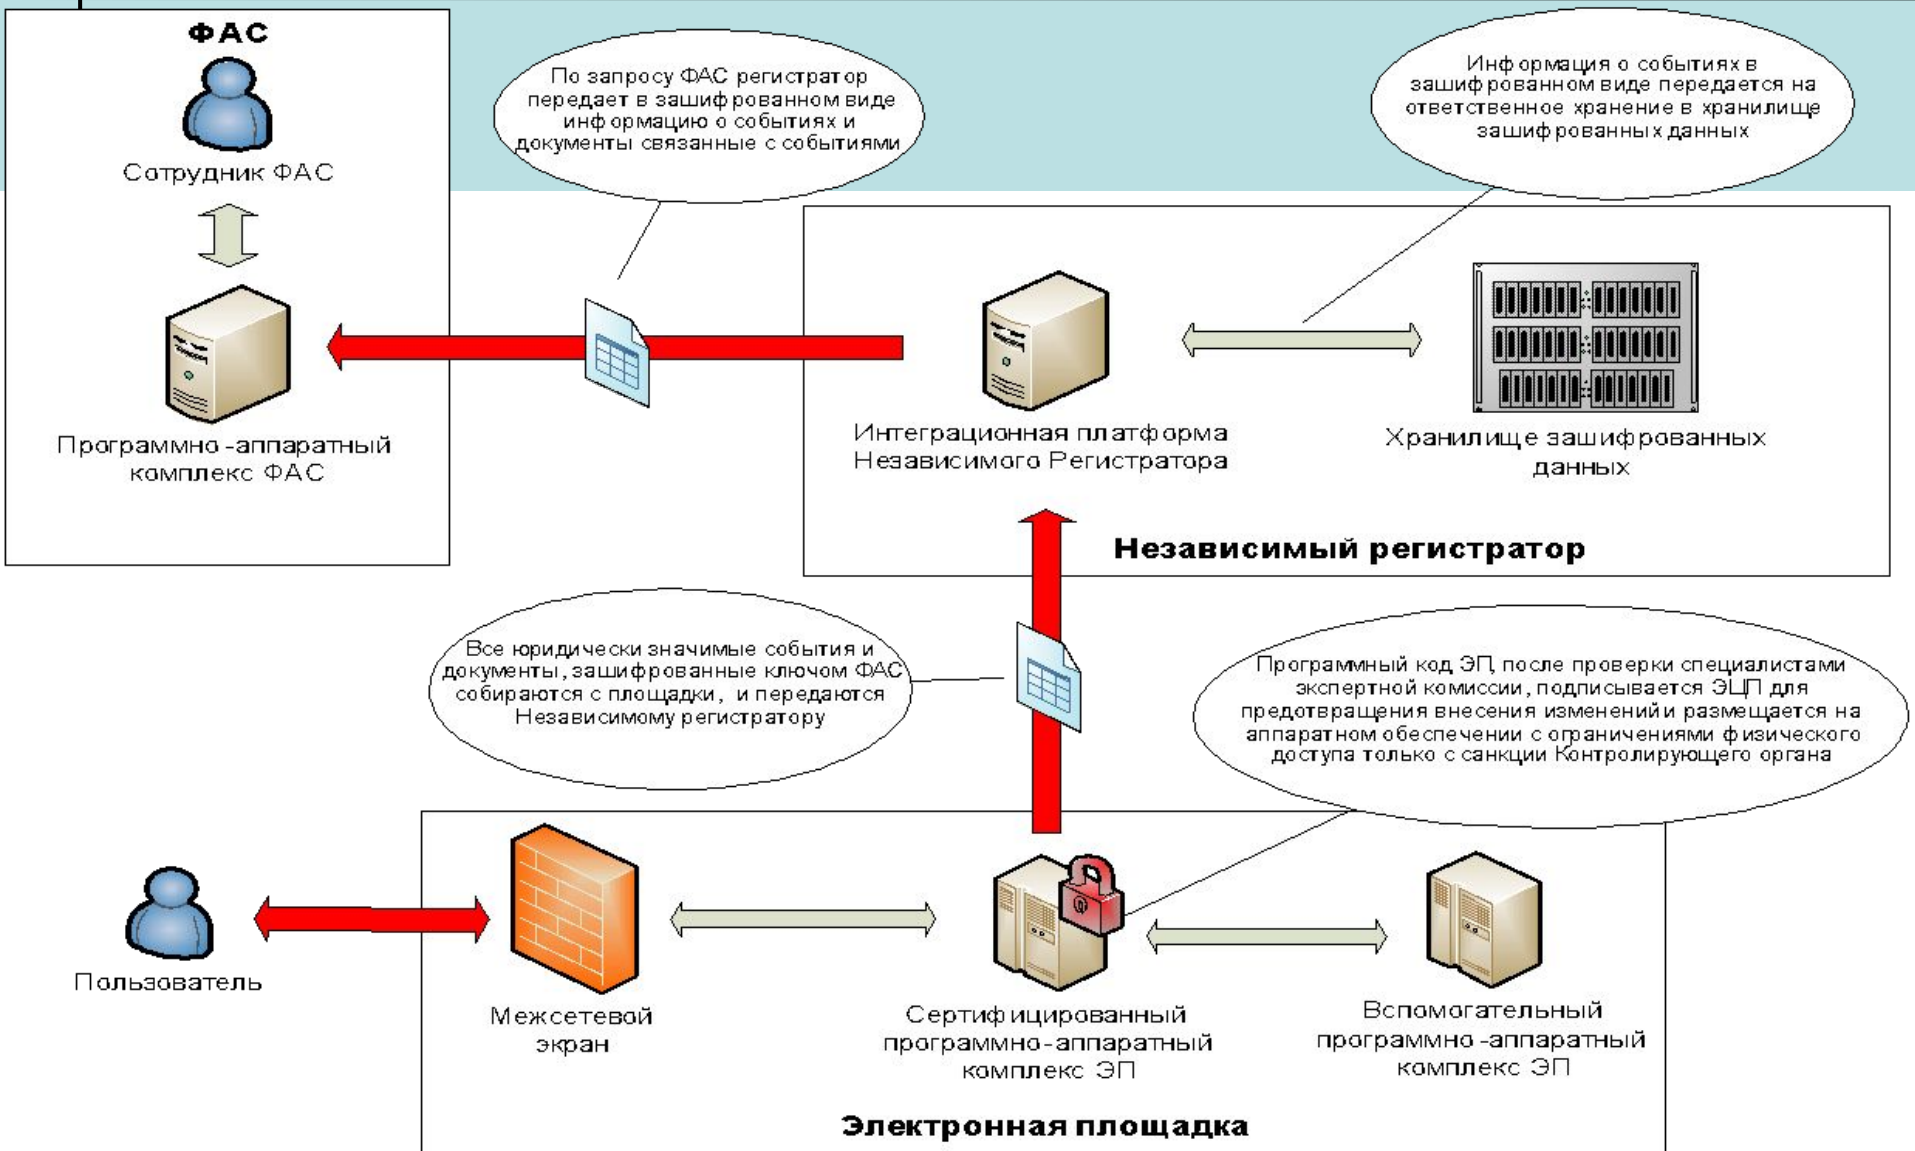 ФАС
Сотрудник ФАС
Программно-аппаратный
комплекс ФАС
По запросу ФАС регистратор
передает в зашифрованном виде
информацию о событиях и
документы связанные с событиями
Информация о событиях в
зашифрованном виде передается на
ответственное хранение в хранилище
зашифрованных данных
Интеграционная платформа
Независимого Регистратора
Хранилище зашифрованных
данных
Независимый регистратор
Все юридически значимые события и
документы, зашифрованные ключом ФАС
собираются с площадки, и передаются
Независимому регистратору
Программный код ЭП, после проверки специалистами
экспертной комиссии, подписывается ЭЦП для
предотвращения внесения изменений и размещается на
аппаратном обеспечении с ограничениями физического
доступа только с санкции Контролирующего органа
Пользователь
Межсетевой
экран
Сертифицированный
программно-аппаратный
комплекс ЭП
Вспомогательный
программно-аппаратный
комплекс ЭП
Электронная площадка